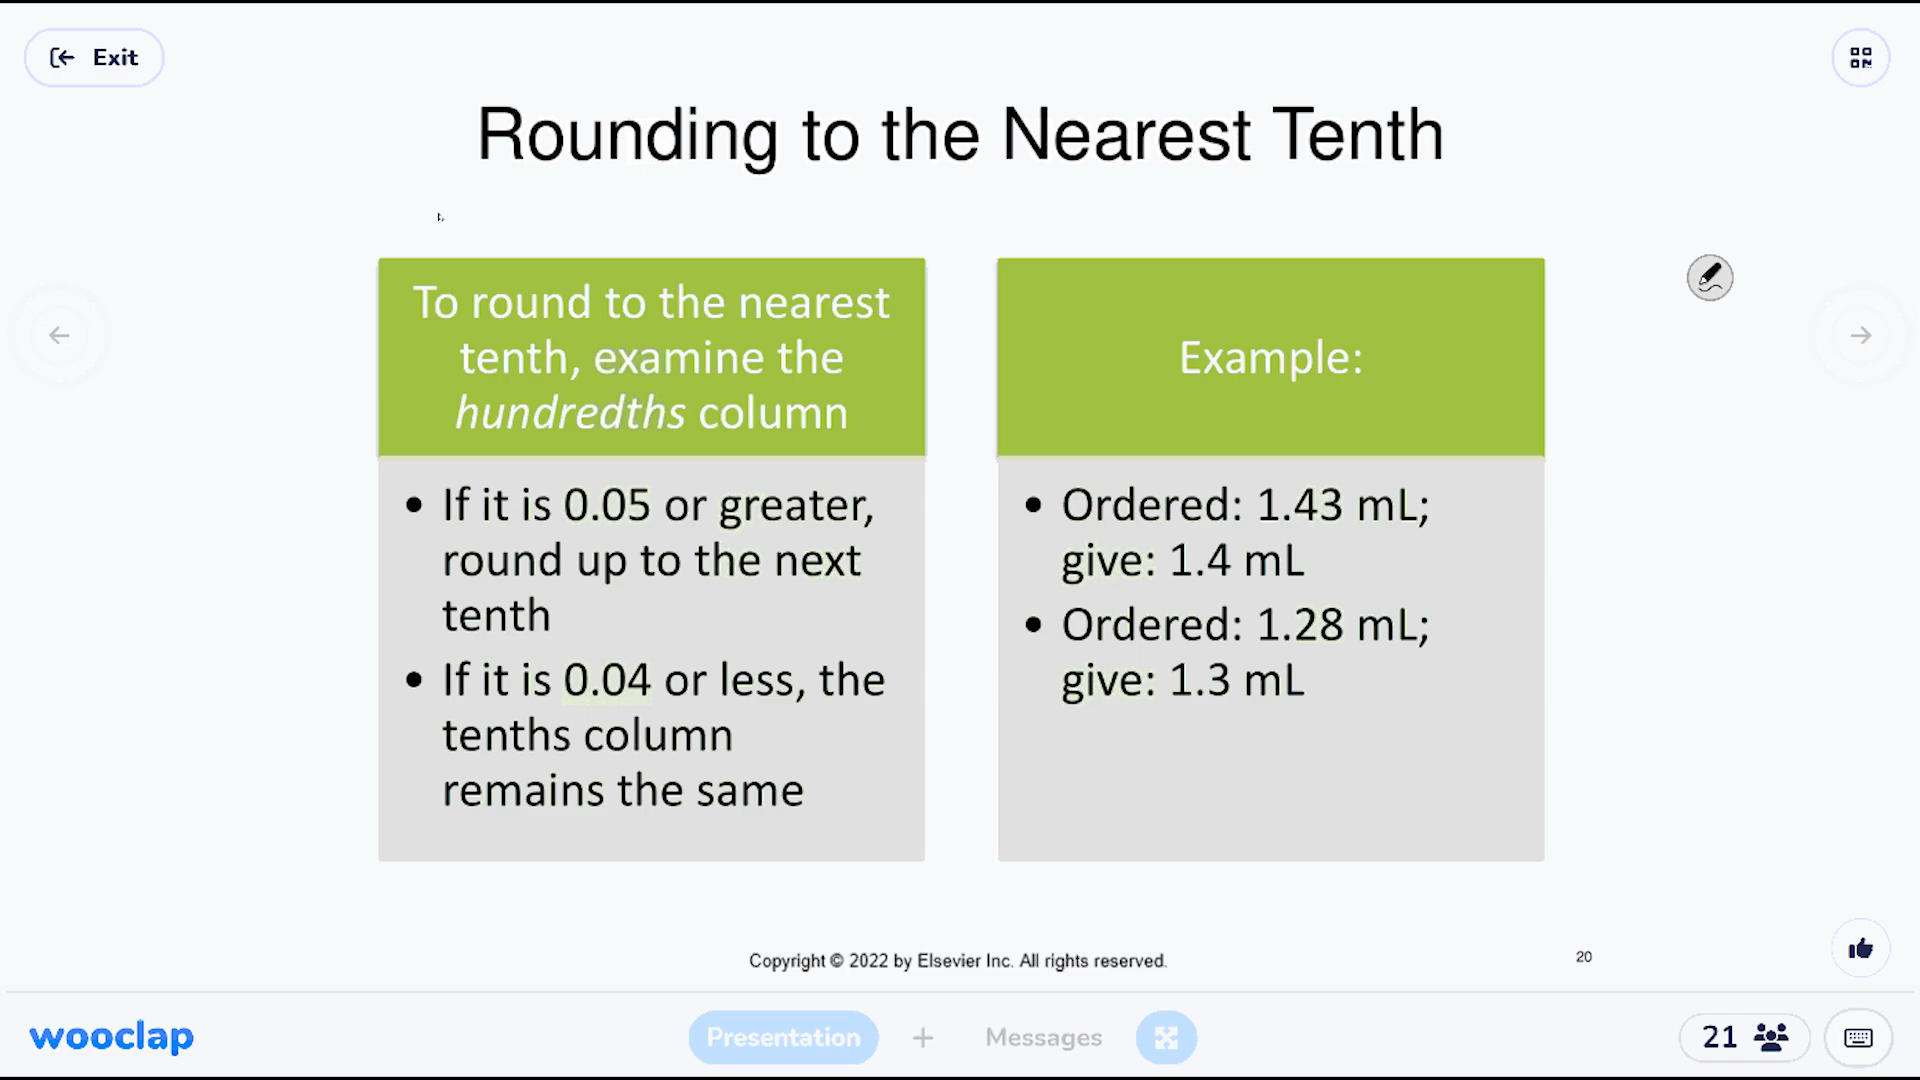 Exit
Rounding to the Nearest Tenth
To round to the nearest
tenth, examine the
hundredths column
• If it is 0.05 or greater,
round up to the next
tenth
• If it is 0.04 or less, the
tenths column
remains the same
Example:
• Ordered: 1.43 mL;
give: 1.4 mL
• Ordered: 1.28 mL;
give: 1.3 mL
Copyright © 2022 by Elsevier Inc. All rights reserved.
20
wooclap
Presentation
Messages
21